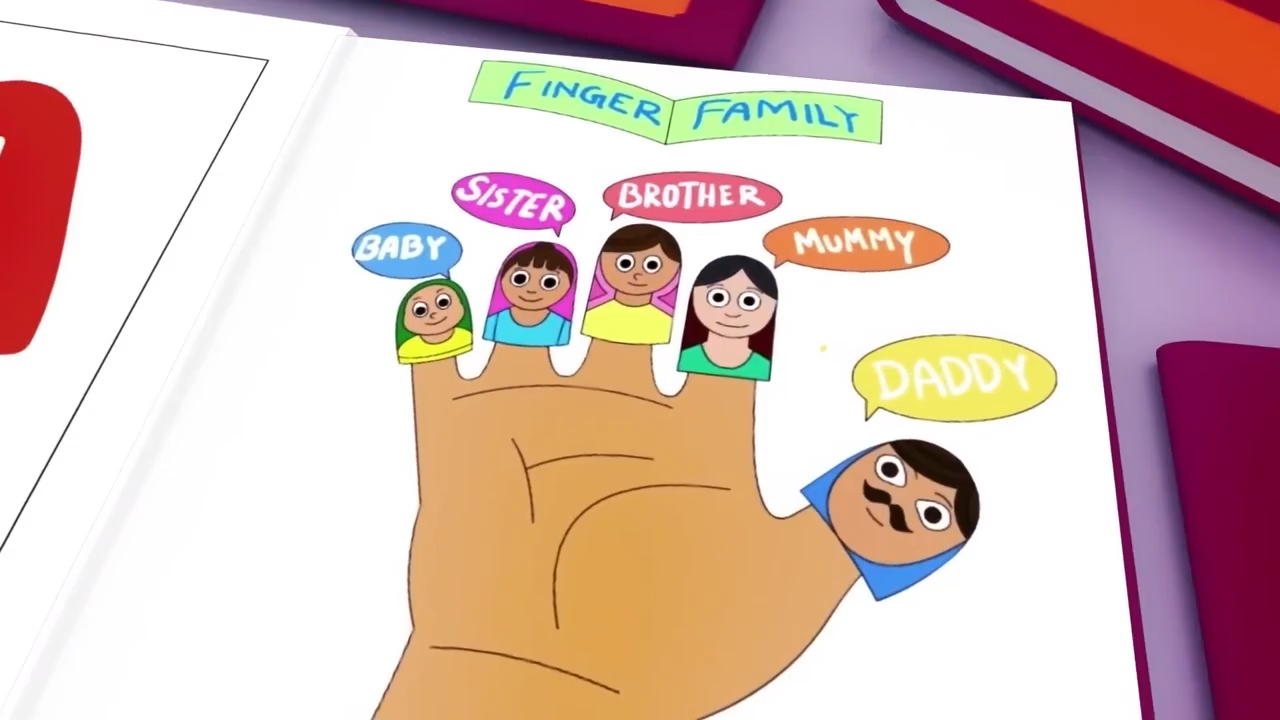 FINGER FAMILY
SISTER
BROTHER
BABY
MUMMY
DADDY